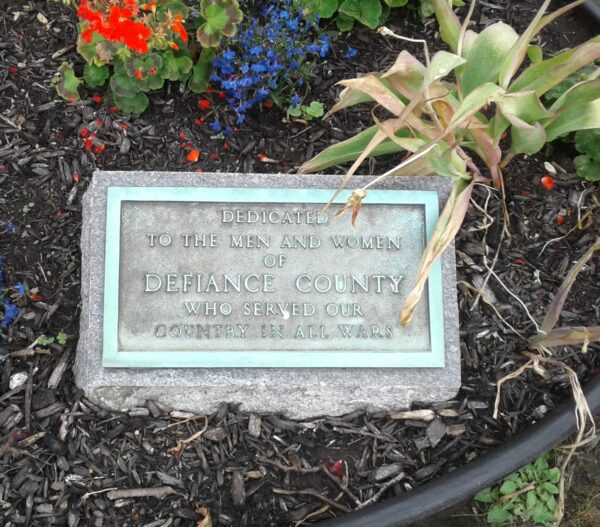 DEDICATED
TO THE MEN AND WOMEN
OF
DEFIANCE COUNTY
WHO SERVED OUR
COUNTRY IN ALL WARS